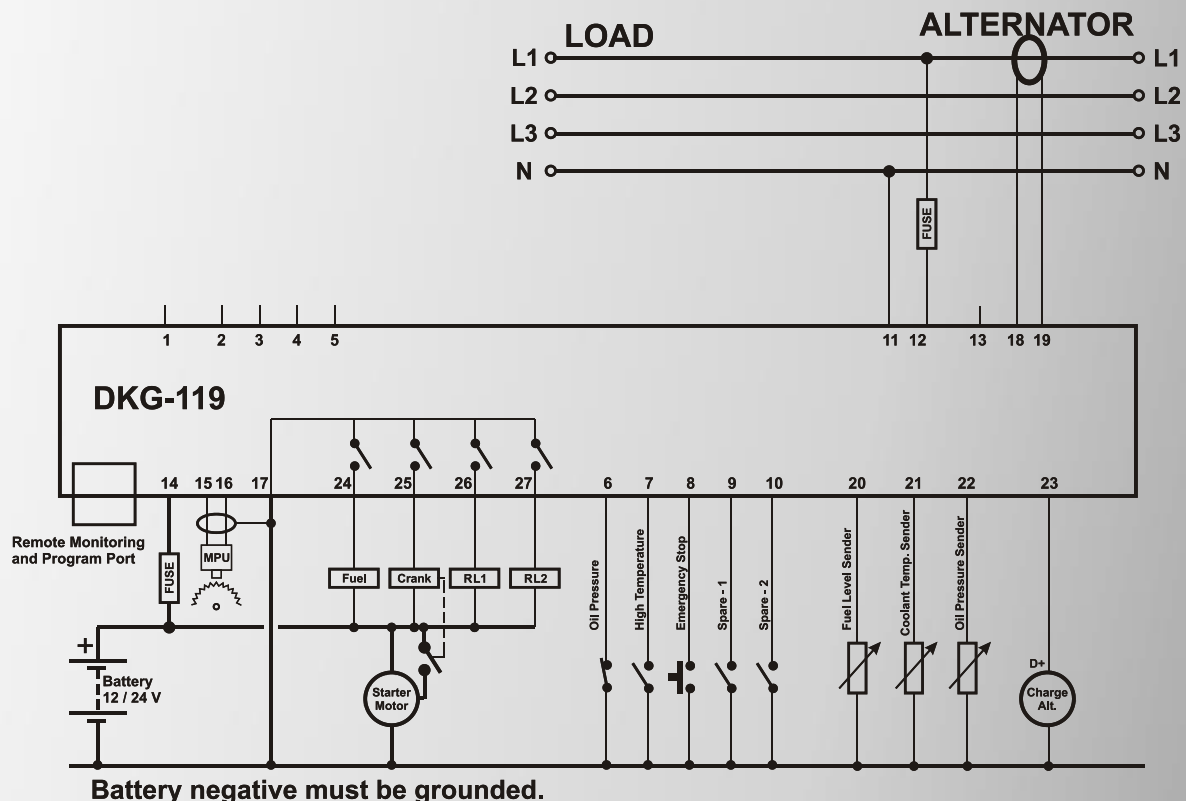 LOAD ALTERNATOR
L1 L1
L2 L2
L3 L3
N N
FUSE
1 2 3 4 5 11 12 13 18 19
DKG-119
14 15 16 17 24 25 26 27 6 7 8 9 10 20 21 22 23
Remote Monitoring
and Program Port
FUSE
MPU
Fuel Crank RL1 RL2
Oil Pressure
High Temperature
Emergency Stop
Spare - 1
Spare - 2
Fuel Level Sender
Coolant Temp. Sender
Oil Pressure Sender
+
Battery
12 / 24 V
Starter
Motor
D+
Charge
Alt.
Battery negative must be grounded.